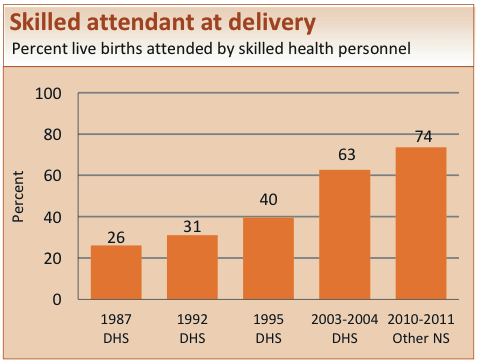 Skilled attendant at delivery
Percent live births attended by skilled health personnel
Percent
100
80
60
40
20
0
26
31
40
63
74
1987 1992 1995 2003-2004 2010-2011
DHS DHS DHS DHS Other NS